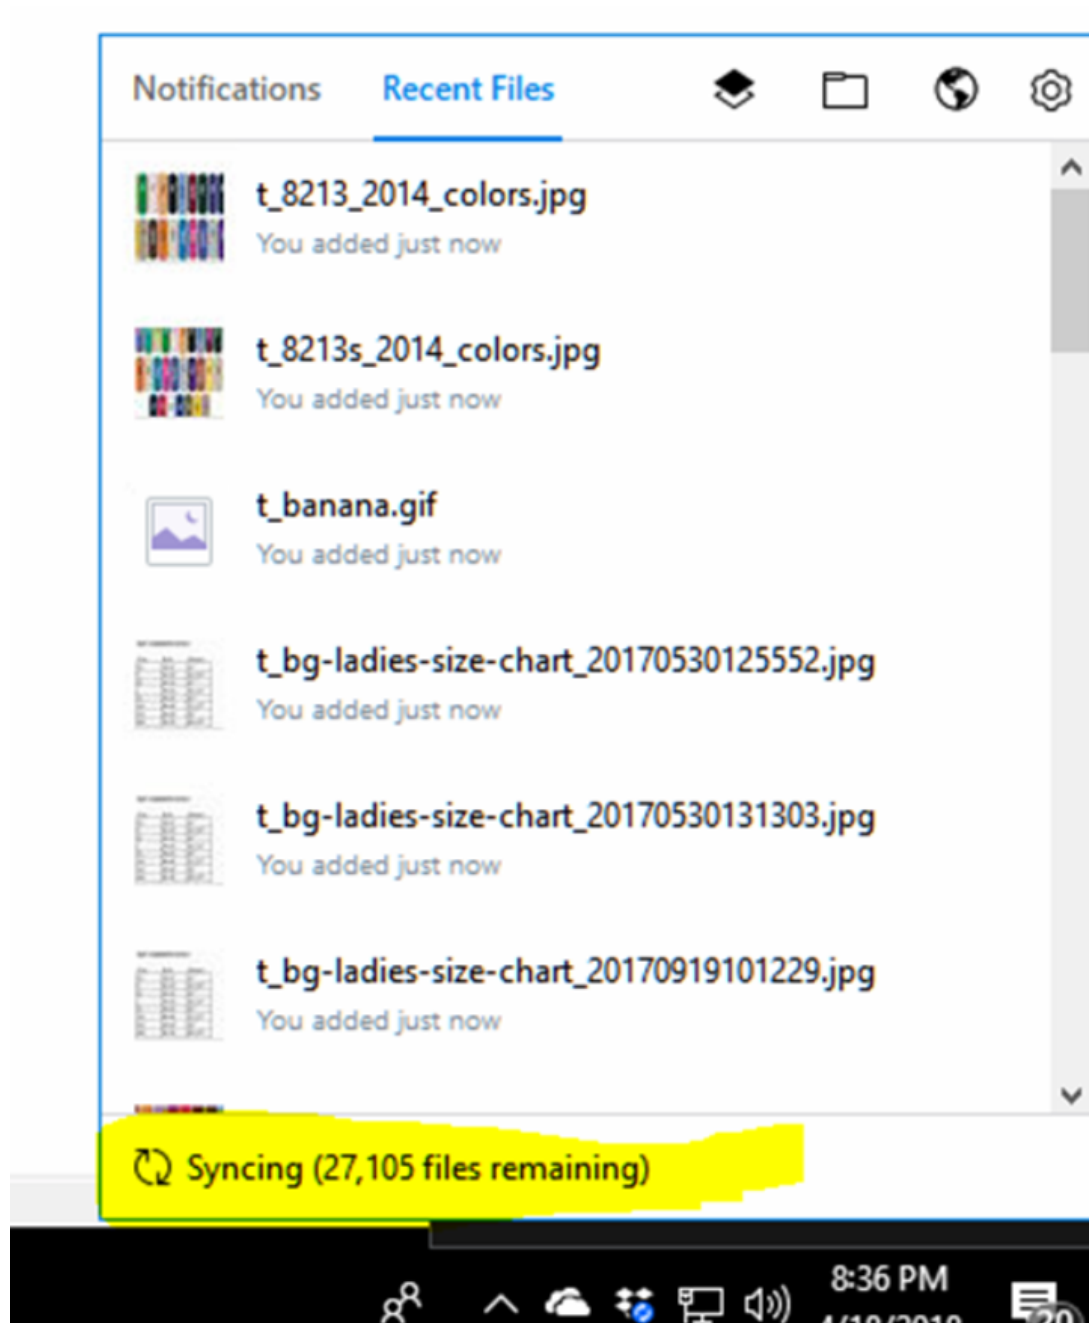 Notifications Recent Files
t_8213_2014_colors.jpg
You added just now
t_8213s_2014_colors.jpg
You added just now
t_banana.gif
You added just now
t_bg-ladies-size-chart_20170530125552.jpg
You added just now
t_bg-ladies-size-chart_20170530131303.jpg
You added just now
t_bg-ladies-size-chart_20170919101229.jpg
You added just now
Syncing (27,105 files remaining)
8:36 PM